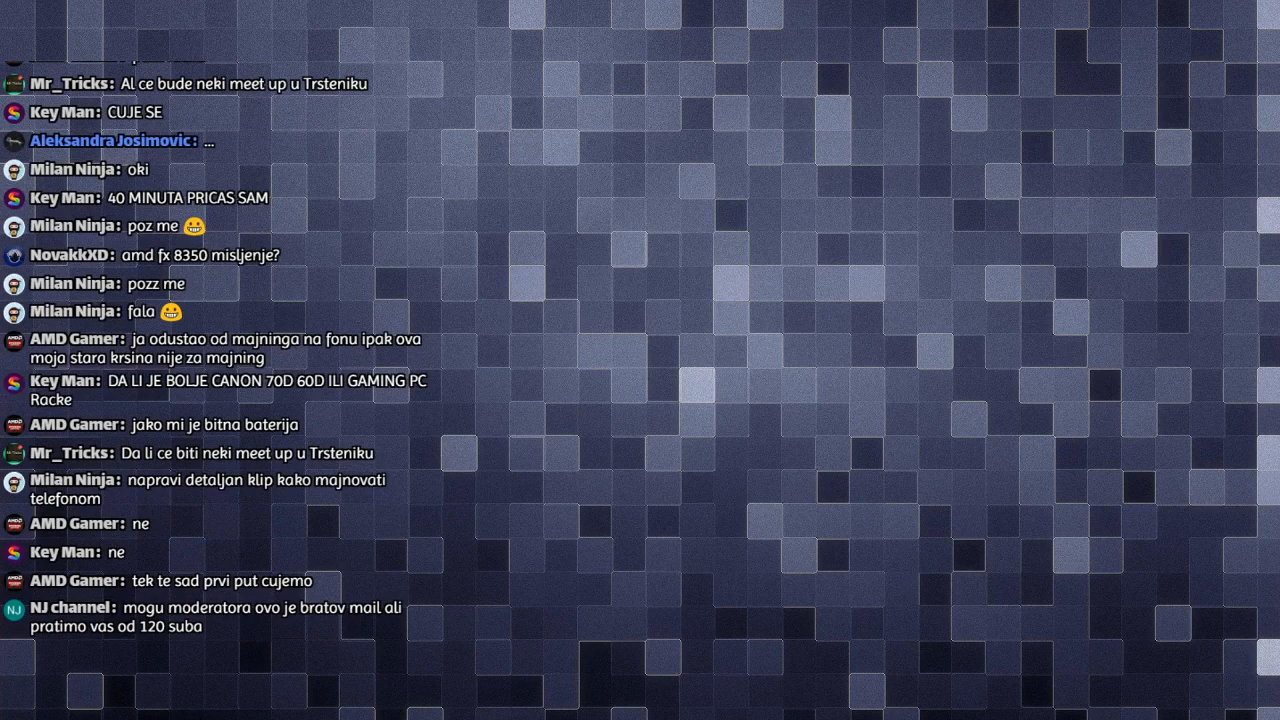 Mr_Tricks: Al ce bude neki meet up u Trsteniku
Key Man: CUJE SE
Aleksandra Josimovic: ...
Milan Ninja: oki
Key Man: 40 MINUTA PRICAS SAM
Milan Ninja: poz me 😀
NovakkXD: amd fx 8350 misljenje?
Milan Ninja: pozz me
Milan Ninja: fala 😀
AMD Gamer: ja odustao od majninga na fonu ipak ova
moja stara krsina nije za majning
Key Man: DA LI JE BOLJE CANON 70D 60D ILI GAMING PC
Racke
AMD Gamer: jako mi je bitna baterija
Mr_Tricks: Da li ce biti neki meet up u Trsteniku
Milan Ninja: napravi detaljan klip kako majnovati
telefonom
AMD Gamer: ne
Key Man: ne
AMD Gamer: tek te sad prvi put cujemo
NJ NJ channel: mogu moderatora ovo je bratov mail ali
pratimo vas od 120 suba